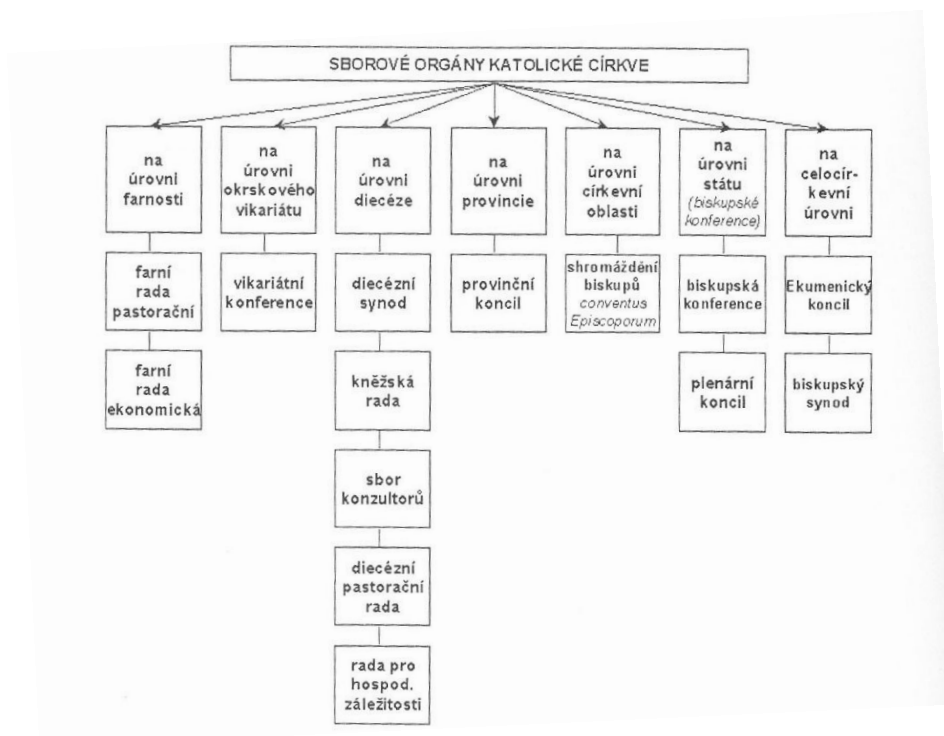 SBOROVÉ ORGÁNY KATOLICKÉ CÍRKVE
na
úrovni
farnosti
na
úrovni
okrskového
vikariátu
na
úrovni
diecéze
na
úrovni
provincie
na
úrovni
církevní
oblasti
na
úrovni
státu
(biskupské
konference)
na
celocír-
kevní
úrovni
farní
rada
pastorační
vikariátní
konference
diecézní
synod
provinční
koncil
shromáždění
biskupů
conventus
Episcoporum
biskupská
konference
Ekumenický
koncil
farní
rada
ekonomická
kněžská
rada
plenární
koncil
biskupský
synod
sbor
konzultorů
diecézní
pastorační
rada
rada pro
hospod.
záležitosti